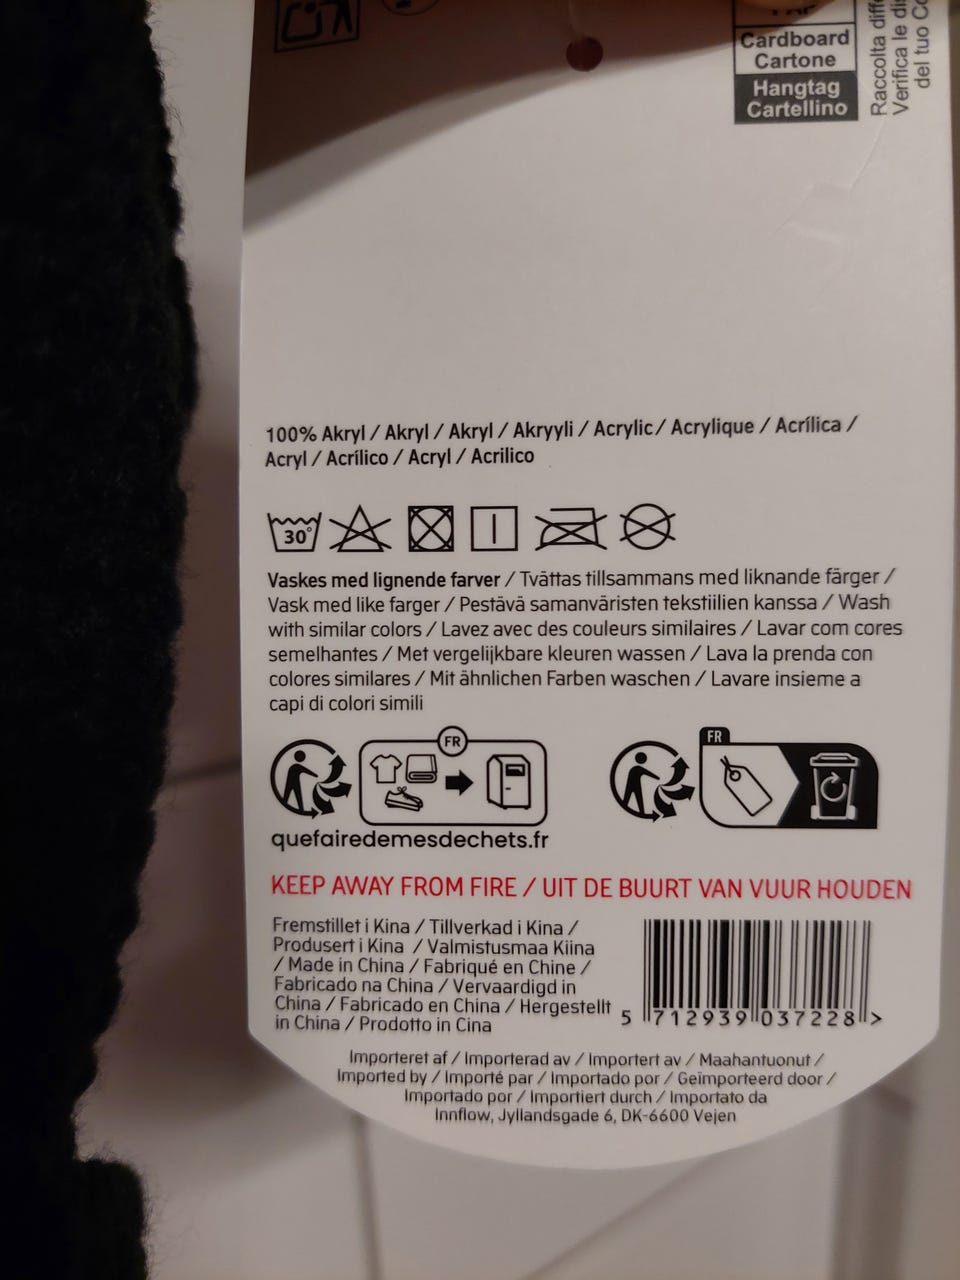 Cardboard
Cartone
Hangtag
Cartellino
Raccolta
Verifica le
del tuo
100% Akryl / Akryl / Akryl / Akryyli / Acrylic / Acrylique / Acrílica /
Acryl / Acrílico / Acryl / Acrilico
30°
Vaskes med lignende farver / Tvättas tillsammans med liknande färger /
Vask med like farger / Pestävä samanväristen tekstiilien kanssa / Wash
with similar colors / Lavez avec des couleurs similaires / Lavar com cores
semelhantes / Met vergelijkbare kleuren wassen / Lava la prenda con
colores similares / Mit ähnlichen Farben waschen / Lavare insieme a
capi di colori simili
FR
FR
quefairedemesdechets.fr
KEEP AWAY FROM FIRE / UIT DE BUURT VAN VUUR HOUDEN
Fremstillet i Kina / Tillverkad i Kina /
Produsert i Kina / Valmistusmaa Kiina
/ Made in China / Fabriqué en Chine /
Fabricado na China / Vervaardigd in
China / Fabricado en China / Hergestellt
in China / Prodotto in Cina
5 712939 037228 >
Importeret af / Importerad av / Importert av / Maahantuonut /
Imported by / Importé par / Importado por / Geïmporteerd door /
Importado por / Importiert durch / Importato da
Innflow, Jyllandsgade 6, DK-6600 Vejen